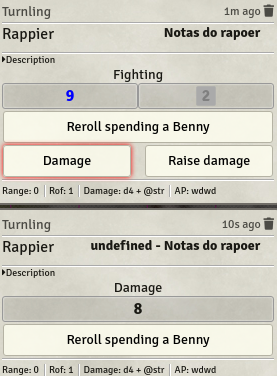 Turnling 1m ago
Rappier Notas do rapoer
Description
Fighting
9 2
Reroll spending a Benny
Damage Raise damage
Range: 0 Rof: 1 Damage: d4 + @str AP: wdwd
Turnling 10s ago
Rappier undefined - Notas do rapoer
Description
Damage
8
Reroll spending a Benny
Range: 0 Rof: 1 Damage: d4 + @str AP: wdwd